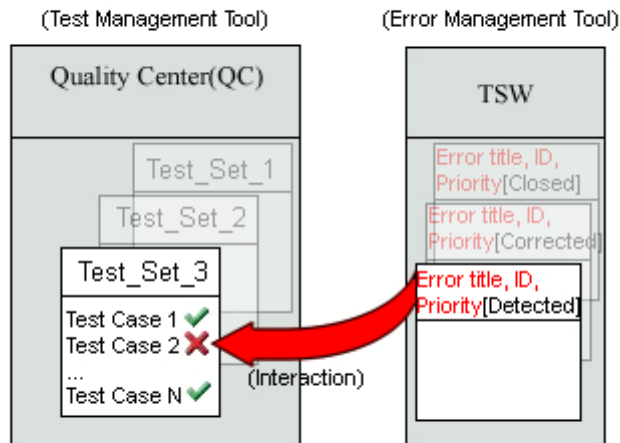 (Test Management Tool)
(Error Management Tool)
Quality Center(QC)
TSW
Test_Set_1
Test_Set_2
Test_Set_3
Test Case 1
Test Case 2
...
Test Case N
(Interaction)
Error title, ID,
Priority[Closed]
Error title, ID,
Priority[Corrected]
Error title, ID,
Priority[Detected]